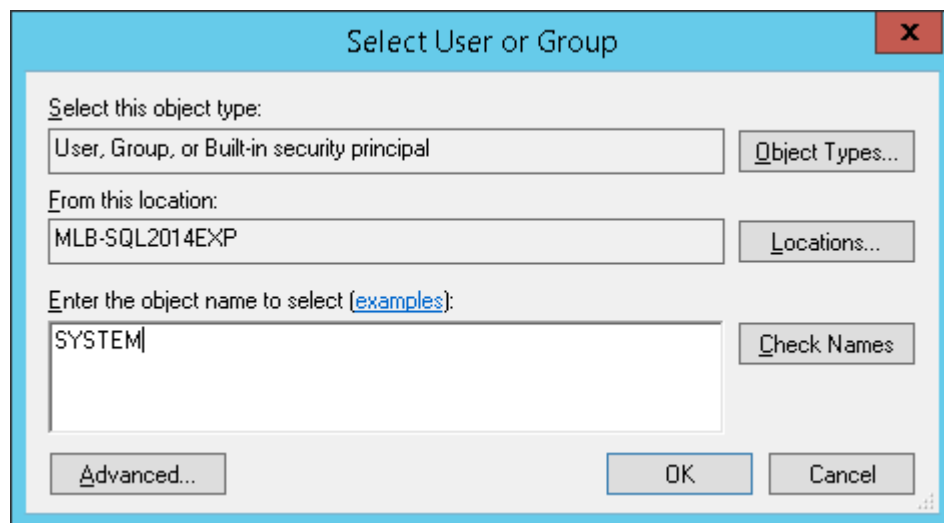 Select User or Group
x
Select this object type:
User, Group, or Built-in security principal
Object Types...
From this location:
MLB-SQL2014EXP
Locations...
Enter the object name to select (examples):
SYSTEM
Check Names
Advanced...
OK
Cancel